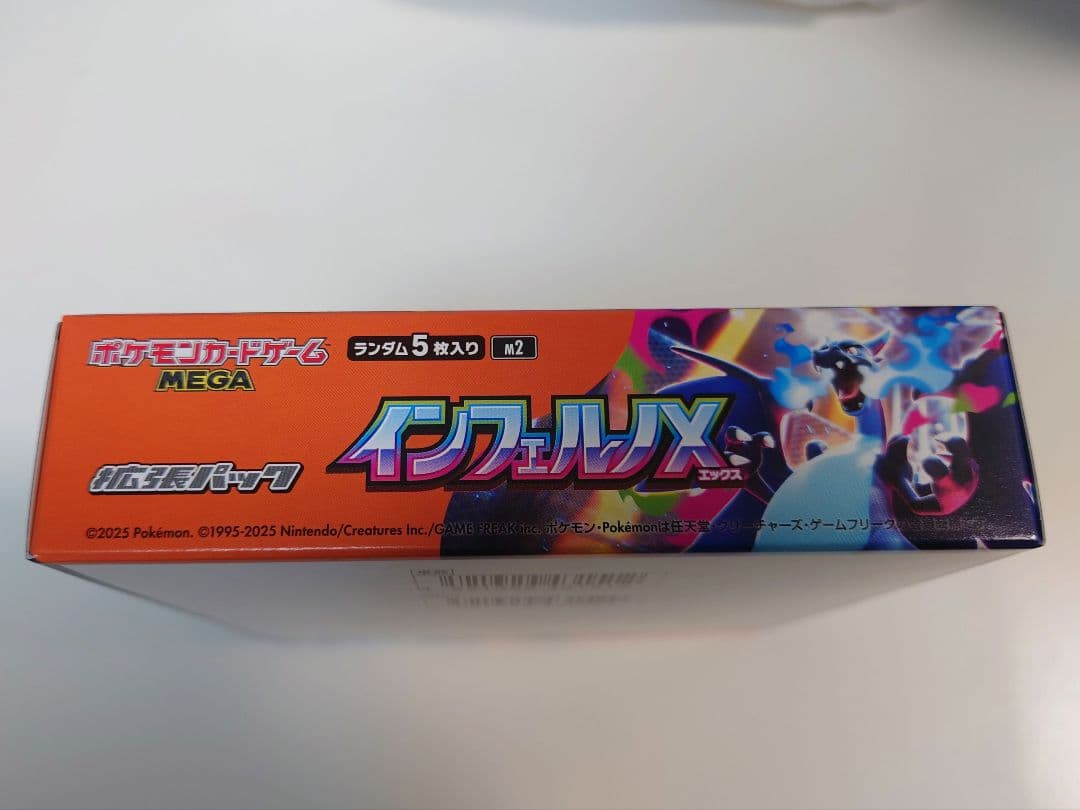 ポケモンカードゲーム
MEGA
ランダム5枚入り
M2
インフェルノX
エックス
拡張パック
©2025 Pokémon. ©1995-2025 Nintendo/Creatures Inc./GAME FREAK inc. ポケモン・Pokémonは任天堂・クリーチャーズ・ゲームフリークの